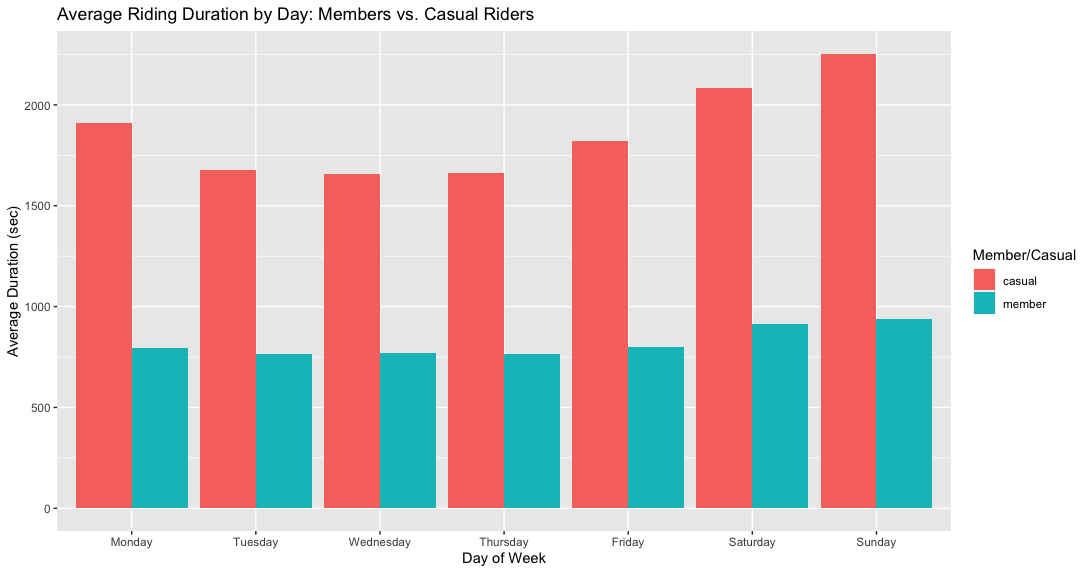 Average Riding Duration by Day: Members vs. Casual Riders
Average Duration (sec)
2000
1500
1000
500
0
Monday Tuesday Wednesday Thursday Friday Saturday Sunday
Day of Week
Member/Casual
casual
member